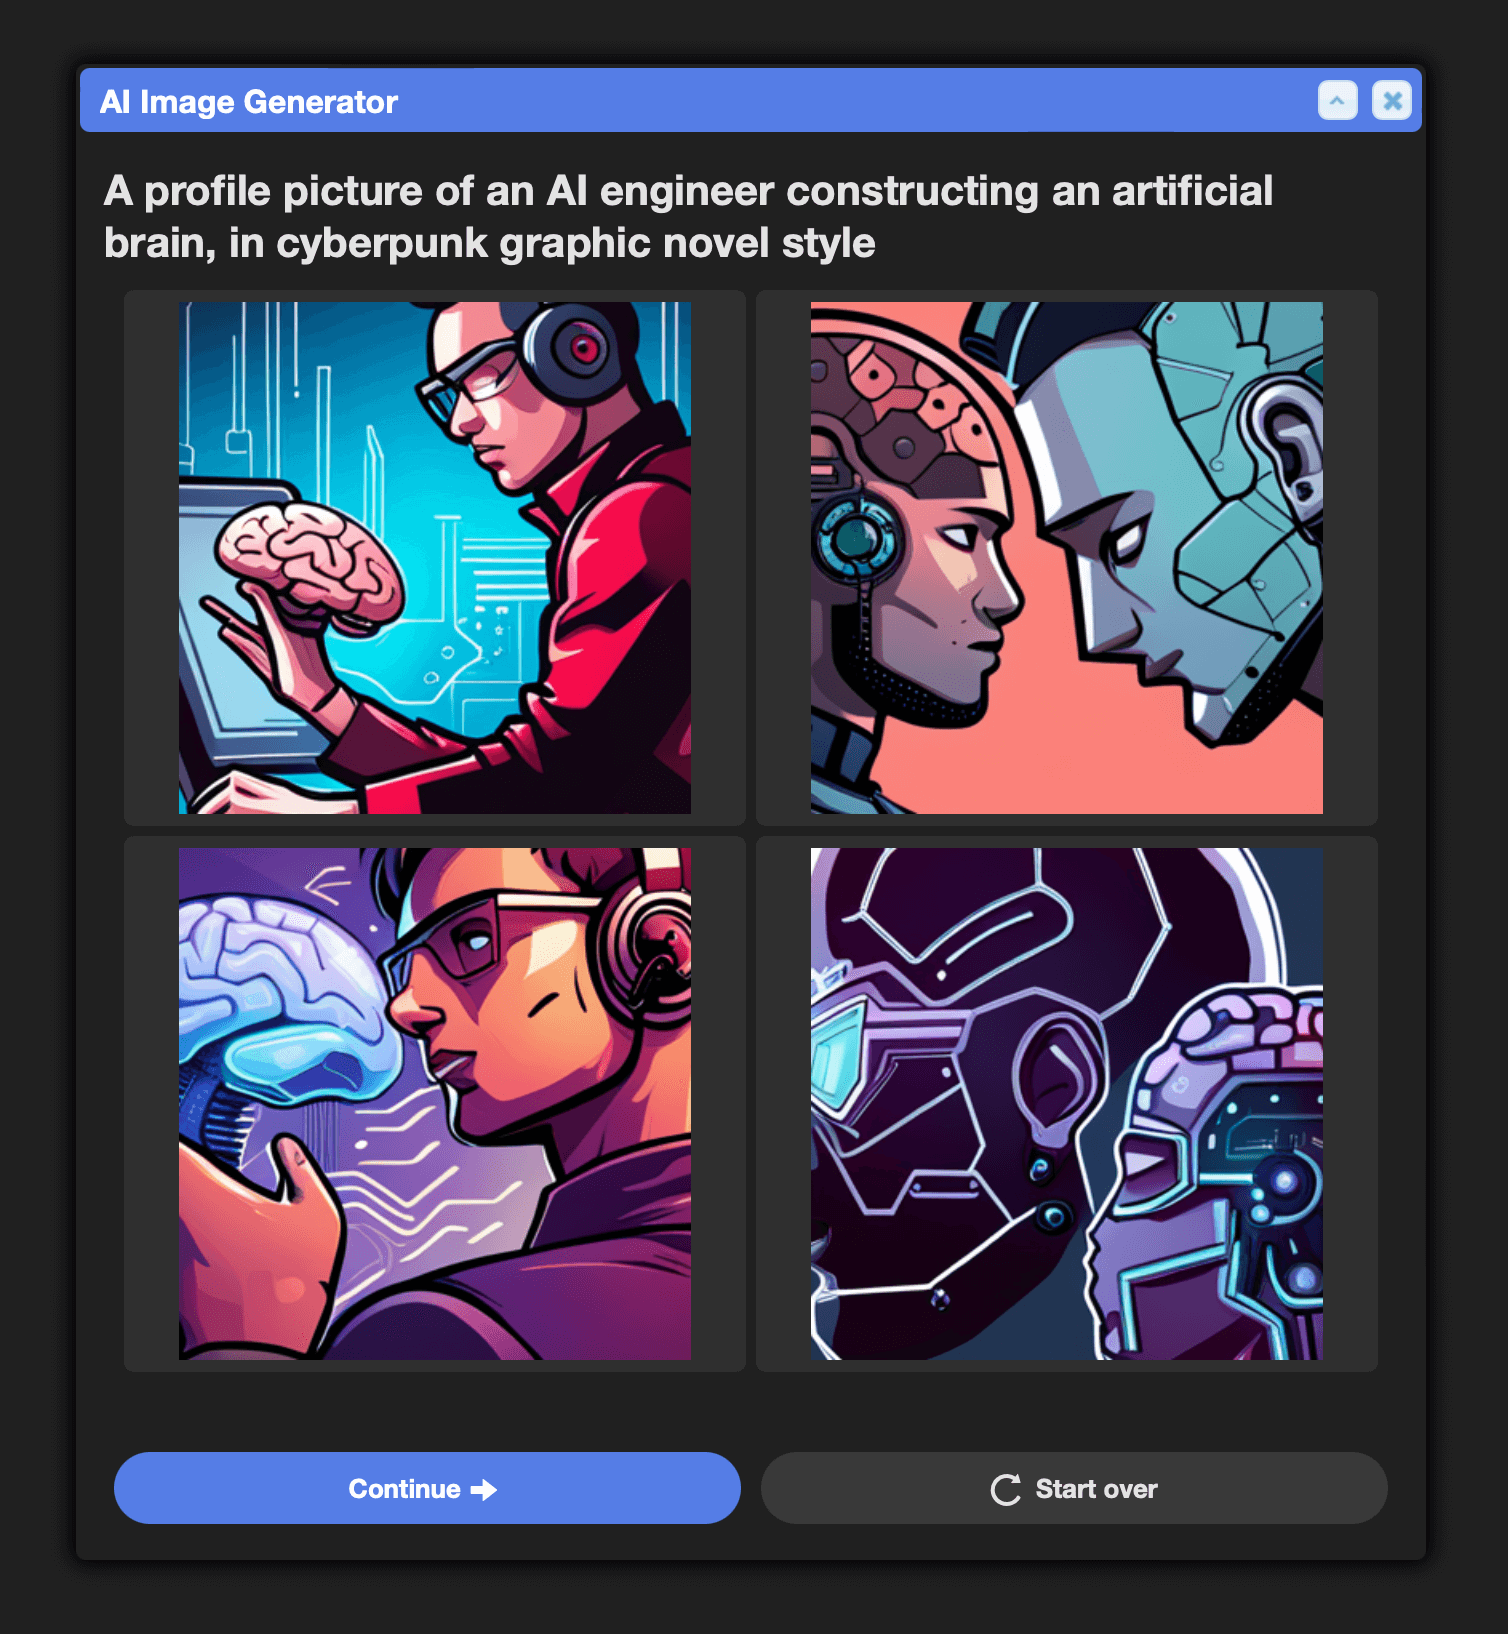 AI Image Generator
A profile picture of an AI engineer constructing an artificial
brain, in cyberpunk graphic novel style
Continue
Start over